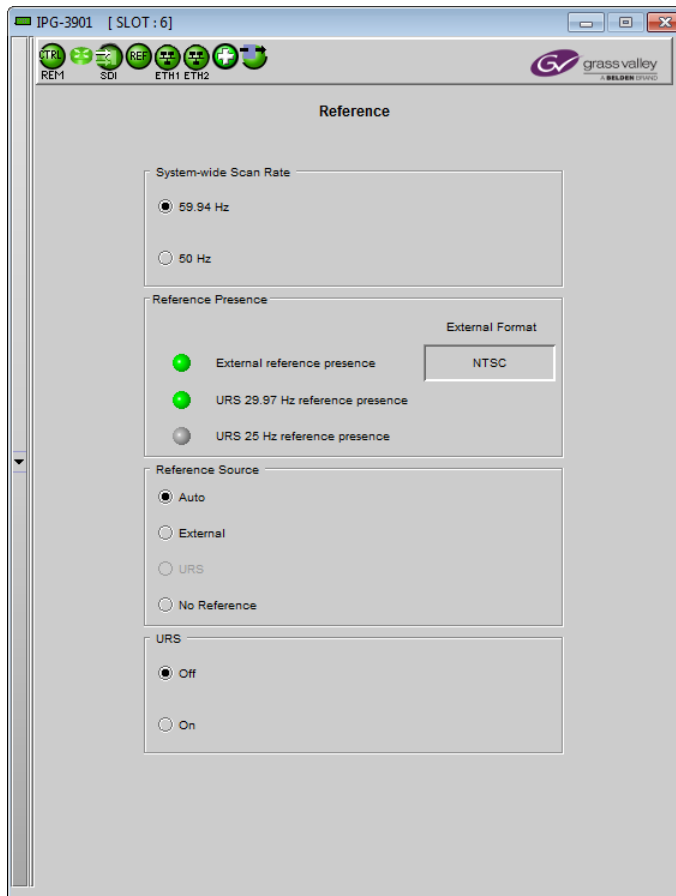 IPG-3901 [ SLOT : 6]
CTRL REF
REM SDI ETH1 ETH2
GV grass valley
A BELDEN BRAND
Reference
System-wide Scan Rate
59.94 Hz
50 Hz
Reference Presence
External Format
External reference presence NTSC
URS 29.97 Hz reference presence
URS 25 Hz reference presence
Reference Source
Auto
External
URS
No Reference
URS
Off
On